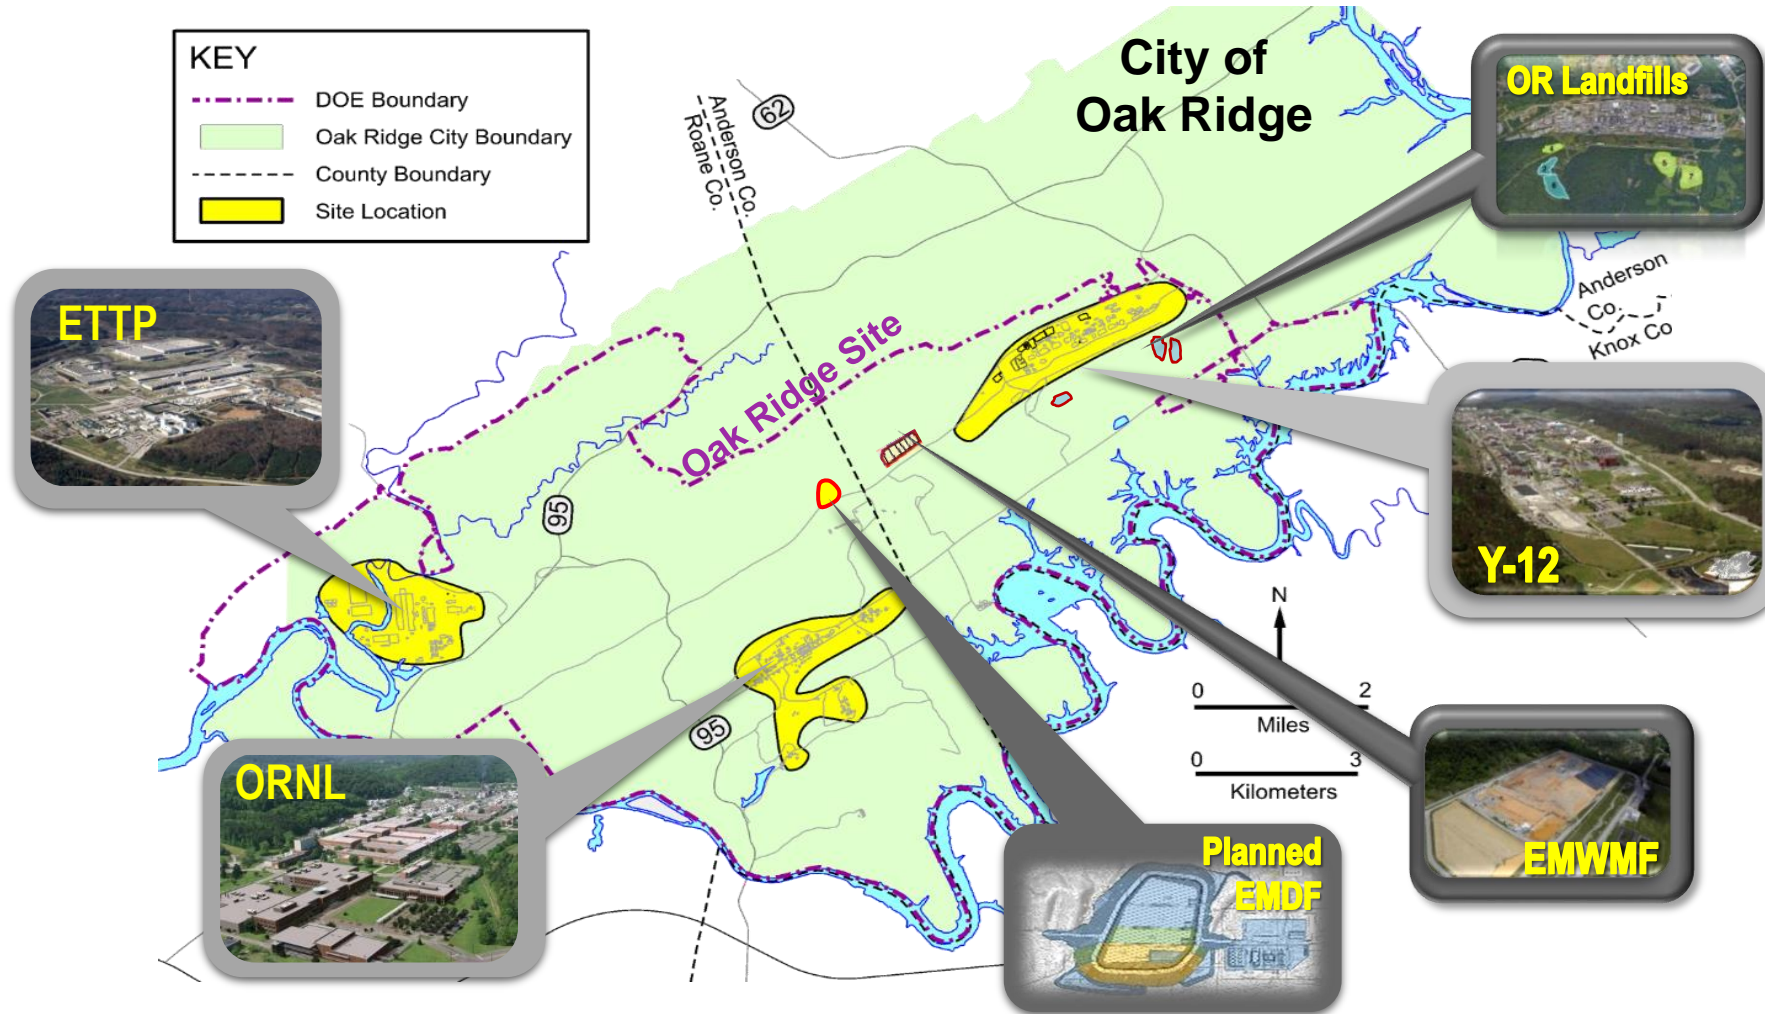 KEY
DOE Boundary
Oak Ridge City Boundary
County Boundary
Site Location
City of
Oak Ridge
OR Landfills
62
Anderson Co.
Roane Co.
Anderson
Co.
Knox Co
ETTP
Oak Ridge Site
95
Y-12
N
0 2
Miles
0 3
Kilometers
95
ORNL
Planned
EMDF
EMWMF